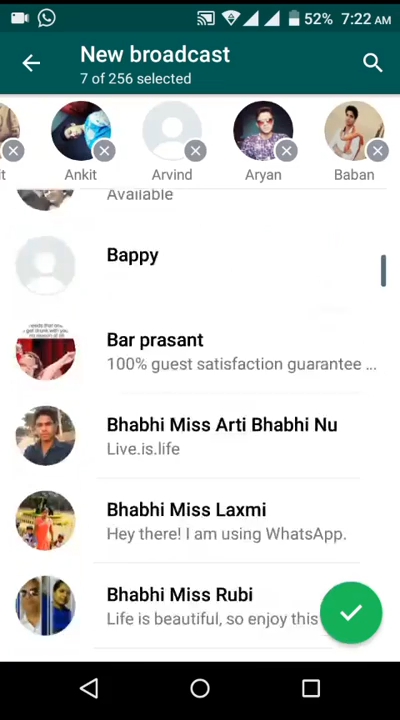 52% 7:22 AM
New broadcast
7 of 256 selected
it Ankit Arvind Aryan Baban
Available
Bappy
Bar prasant
100% guest satisfaction guarantee ...
Bhabhi Miss Arti Bhabhi Nu
Live.is.life
Bhabhi Miss Laxmi
Hey there! I am using WhatsApp.
Bhabhi Miss Rubi
Life is beautiful, so enjoy this